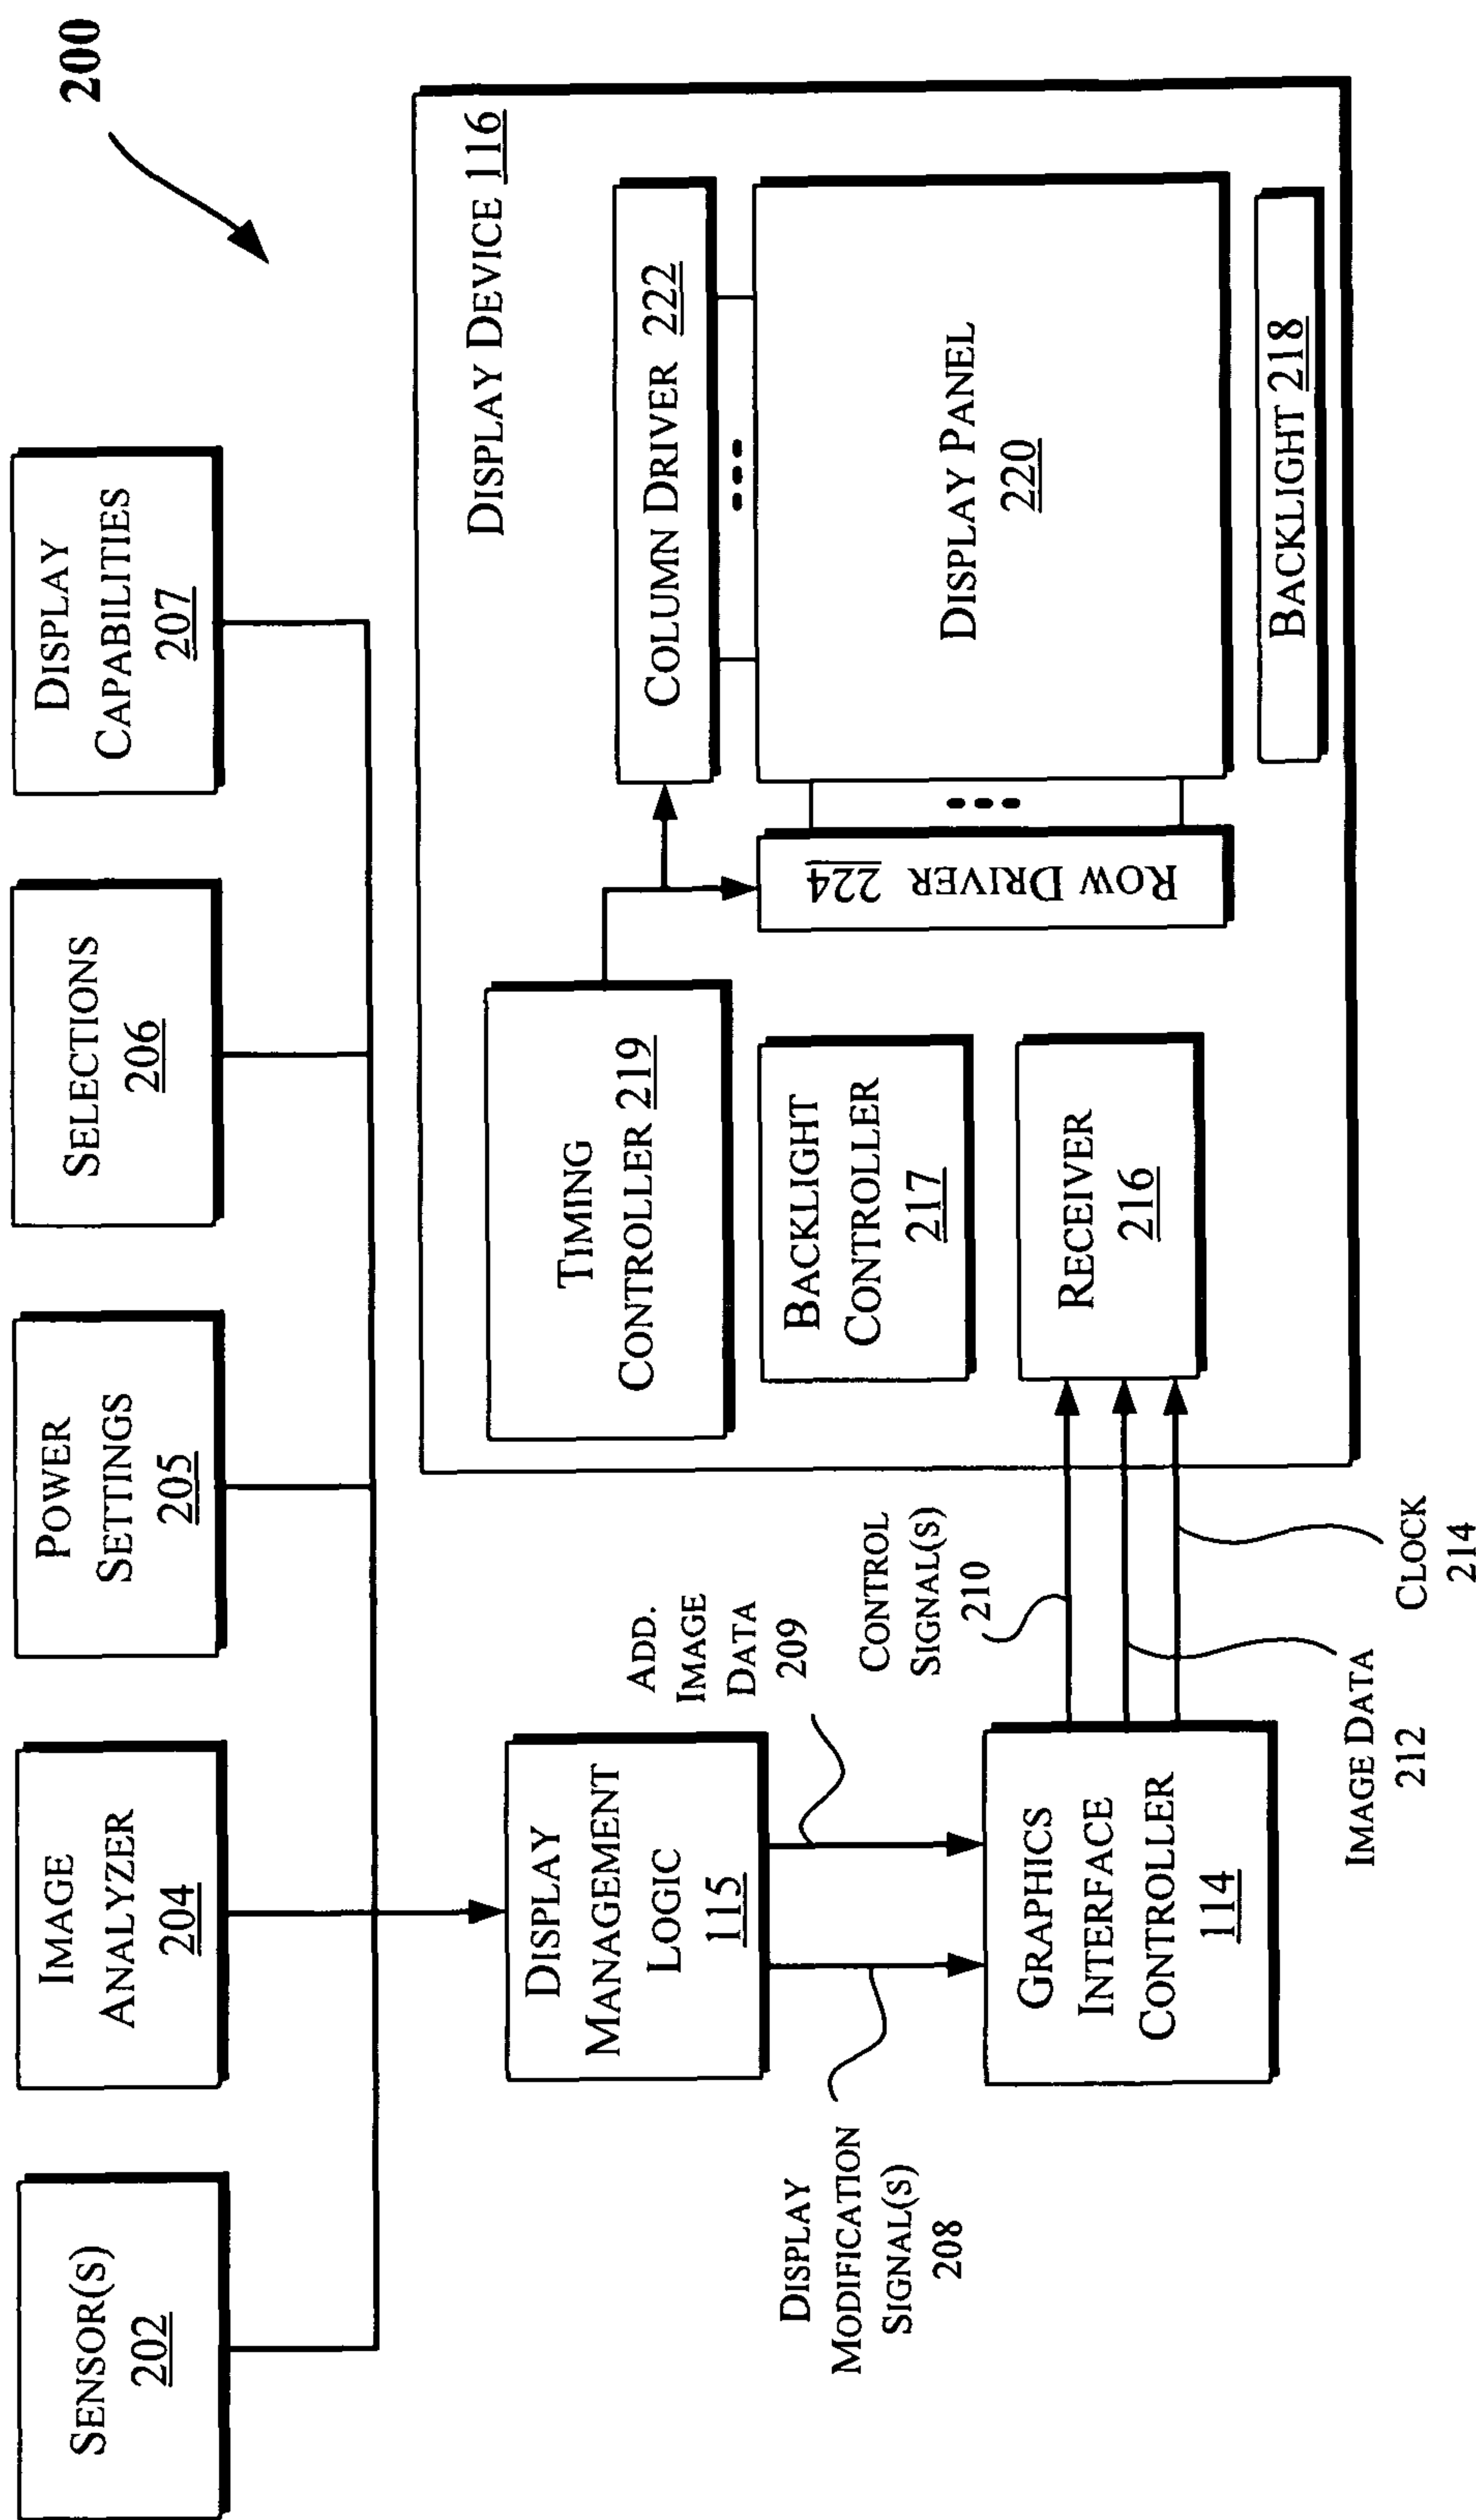 200
SENSOR(S)
202
IMAGE
ANALYZER
204
POWER
SETTINGS
205
SELECTIONS
206
DISPLAY
CAPABILITIES
207
DISPLAY
MANAGEMENT
LOGIC
115
DISPLAY
MODIFICATION
SIGNAL(S)
208
ADD.
IMAGE
DATA
209
GRAPHICS
INTERFACE
CONTROLLER
114
CONTROL
SIGNAL(S)
210
IMAGE DATA
212
CLOCK
214
DISPLAY DEVICE 116
TIMING
CONTROLLER 219
BACKLIGHT
CONTROLLER
217
RECEIVER
216
COLUMN DRIVER 222
ROW DRIVER 224
DISPLAY PANEL
220
BACKLIGHT 218